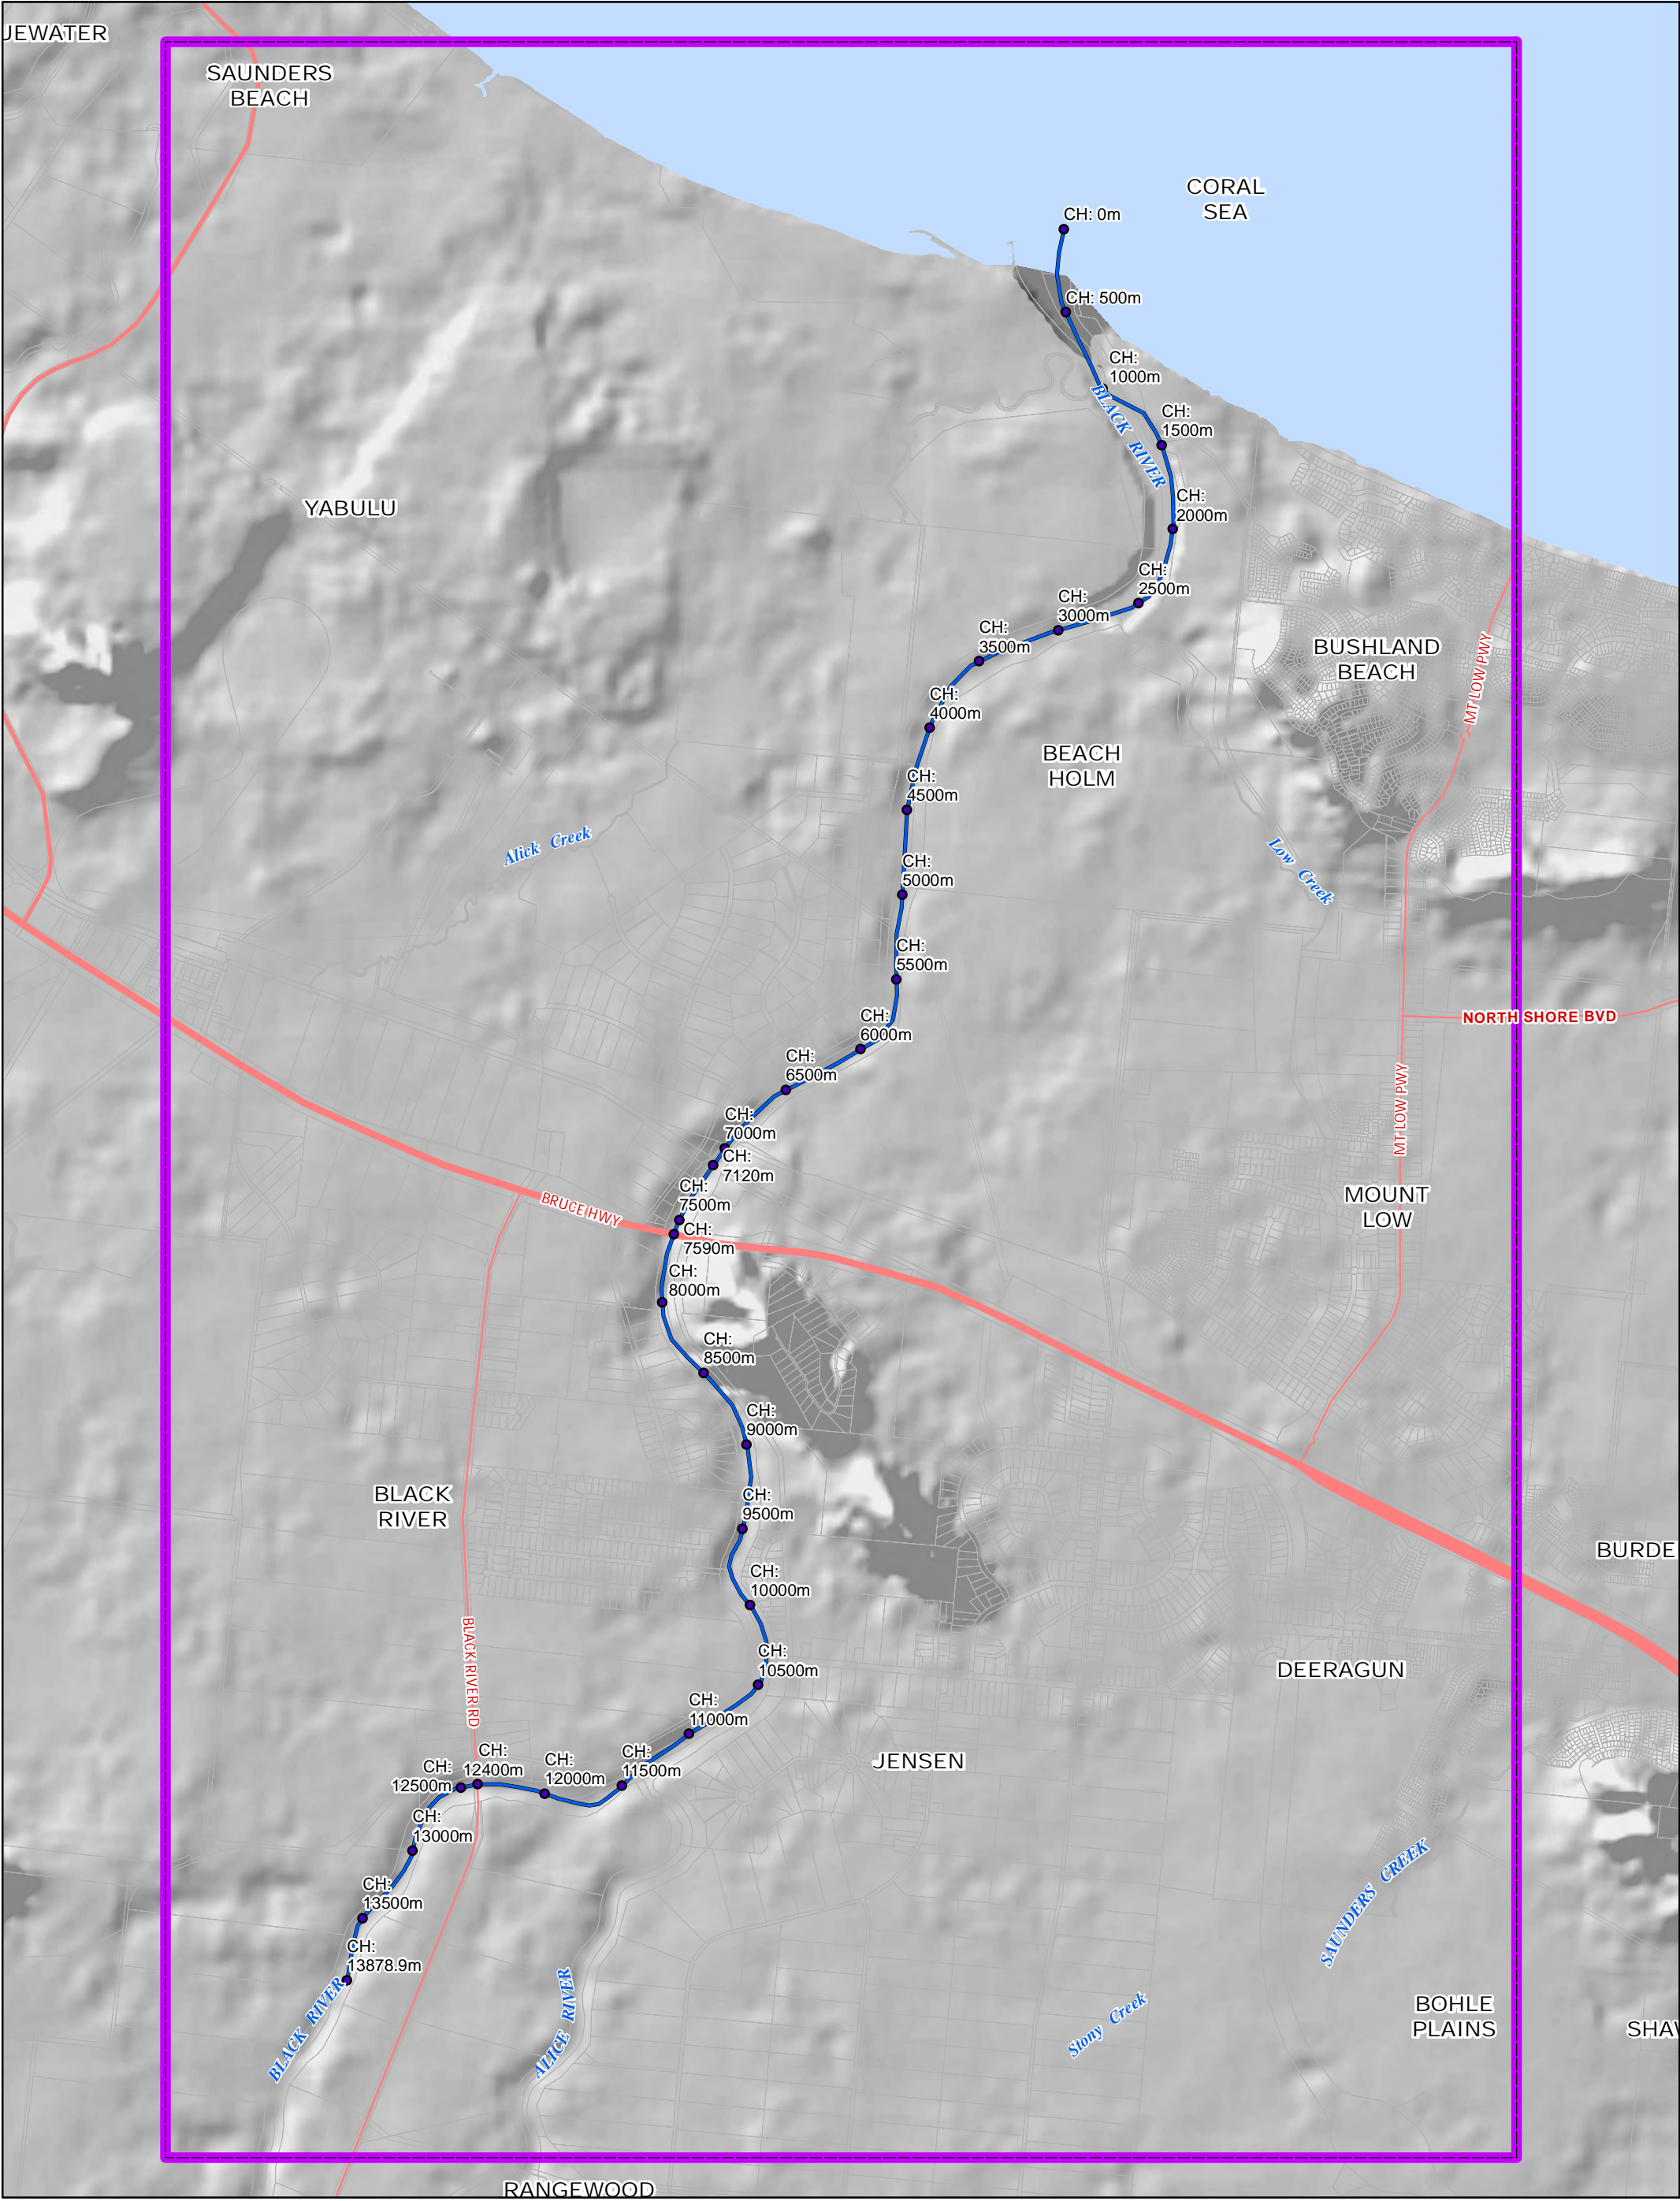 JEWATER
SAUNDERS
BEACH
CORAL
SEA
CH: 0m
CH: 500m
CH:
1000m
BLACK RIVER
CH:
1500m
CH:
2000m
YABULU
CH:
2500m
CH:
3000m
CH:
3500m
BUSHLAND
BEACH
MT LOW PWY
CH:
4000m
BEACH
HOLM
CH:
4500m
Alick Creek
Low Creek
CH:
5000m
CH:
5500m
CH:
6000m
NORTH SHORE BVD
CH:
6500m
MT LOW PWY
CH:
7000m
CH:
7120m
CH:
7500m
BRUCE HWY
MOUNT
LOW
CH:
7590m
CH:
8000m
CH:
8500m
CH:
9000m
BLACK
RIVER
CH:
9500m
BURDE
CH:
10000m
BLACK RIVER RD
CH:
10500m
DEERAGUN
CH:
11000m
JENSEN
CH:
11500m
CH:
12000m
CH:
12400m
CH:
12500m
CH:
13000m
CH:
13500m
SAUNDERS CREEK
CH:
13878.9m
BLACK RIVER
ALICE RIVER
Stony Creek
BOHLE
PLAINS
SHAW
RANGEWOOD